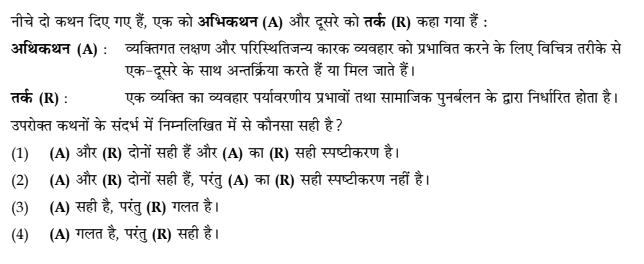 नीचे दो कथन दिए गए हैं, एक को अभिकथन (A) और दूसरे को तर्क (R) कहा गया हैं :
अथिकथन (A) : व्यक्तिगत लक्षण और परिस्थितिजन्य कारक व्यवहार को प्रभावित करने के लिए विचित्र तरीके से
एक-दूसरे के साथ अन्तर्क्रिया करते हैं या मिल जाते हैं।
तर्क (R) : एक व्यक्ति का व्यवहार पर्यावरणीय प्रभावों तथा सामाजिक पुनर्बलन के द्वारा निर्धारित होता है।
उपरोक्त कथनों के संदर्भ में निम्नलिखित में से कौनसा सही है?
(1) (A) और (R) दोनों सही हैं और (A) का (R) सही स्पष्टीकरण है।
(2) (A) और (R) दोनों सही हैं, परंतु (A) का (R) सही स्पष्टीकरण नहीं है।
(3) (A) सही है, परंतु (R) गलत है।
(4) (A) गलत है, परंतु (R) सही है।